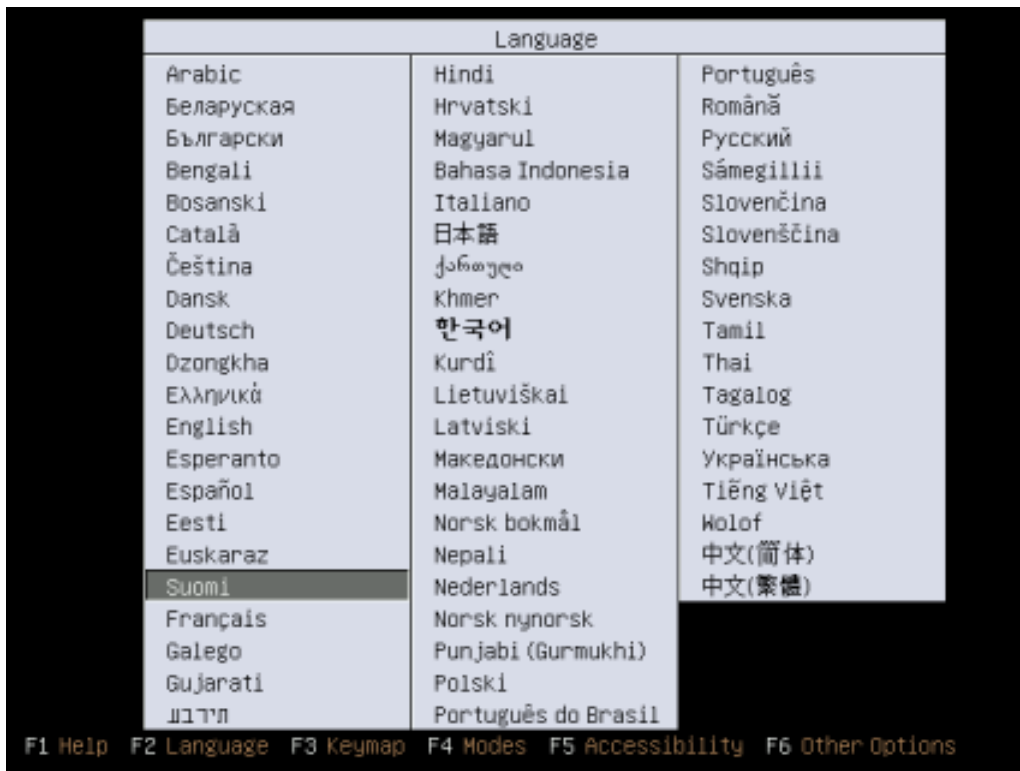 Language
Arabic
Беларуская
Български
Bengali
Bosanski
Català
Čeština
Dansk
Deutsch
Dzongkha
Ελληνικά
English
Esperanto
Español
Eesti
Euskaraz
Suomi
Français
Galego
Gujarati
תירבע
Hindi
Hrvatski
Magyarul
Bahasa Indonesia
Italiano
日本語
ქართული
Khmer
한국어
Kurdî
Lietuviškai
Latviski
Македонски
Malayalam
Norsk bokmål
Nepali
Nederlands
Norsk nynorsk
Punjabi (Gurmukhi)
Polski
Português do Brasil
Português
Română
Русский
Sámegillii
Slovenčina
Slovenščina
Shqip
Svenska
Tamil
Thai
Tagalog
Türkçe
Українська
Tiếng Việt
Wolof
中文(简体)
中文(繁體)
F1 Help F2 Language F3 Keymap F4 Modes F5 Accessibility F6 Other Options